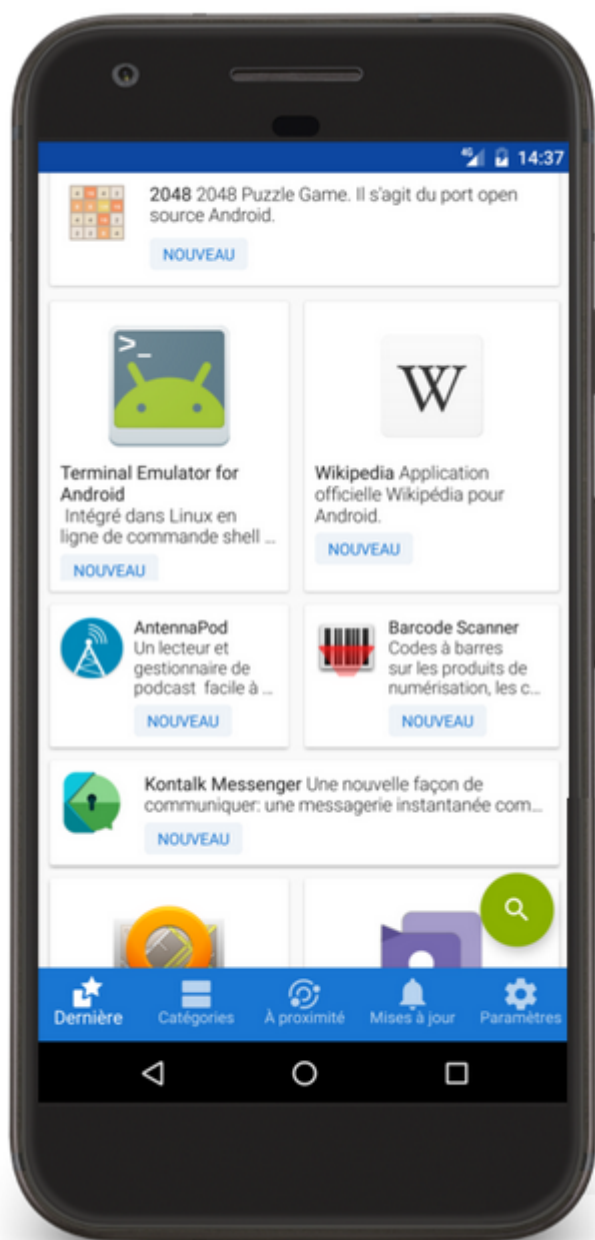 4G 14:37
2048 2048 Puzzle Game. Il s'agit du port open
source Android.
NOUVEAU
>_
Terminal Emulator for
Android
Intégré dans Linux en
ligne de commande shell ...
NOUVEAU
W
Wikipedia Application
officielle Wikipédia pour
Android.
NOUVEAU
AntennaPod
Un lecteur et
gestionnaire de
podcast facile à ...
NOUVEAU
Barcode Scanner
Codes à barres
sur les produits de
numérisation, les c...
NOUVEAU
Kontalk Messenger Une nouvelle façon de
communiquer: une messagerie instantanée com...
NOUVEAU
Dernière Catégories À proximité Mises à jour Paramètres